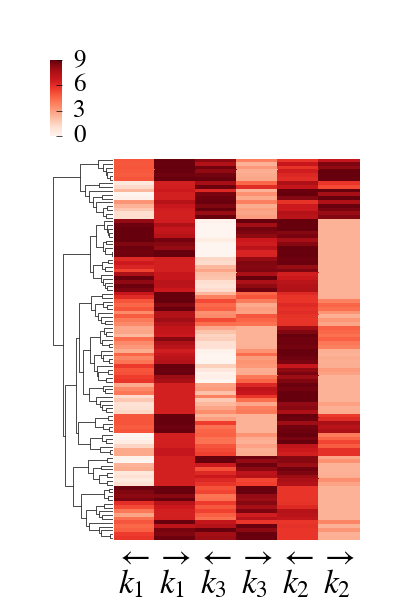 9
6
3
0
← → ← → ← →
k₁ k₁ k₃ k₃ k₂ k₂